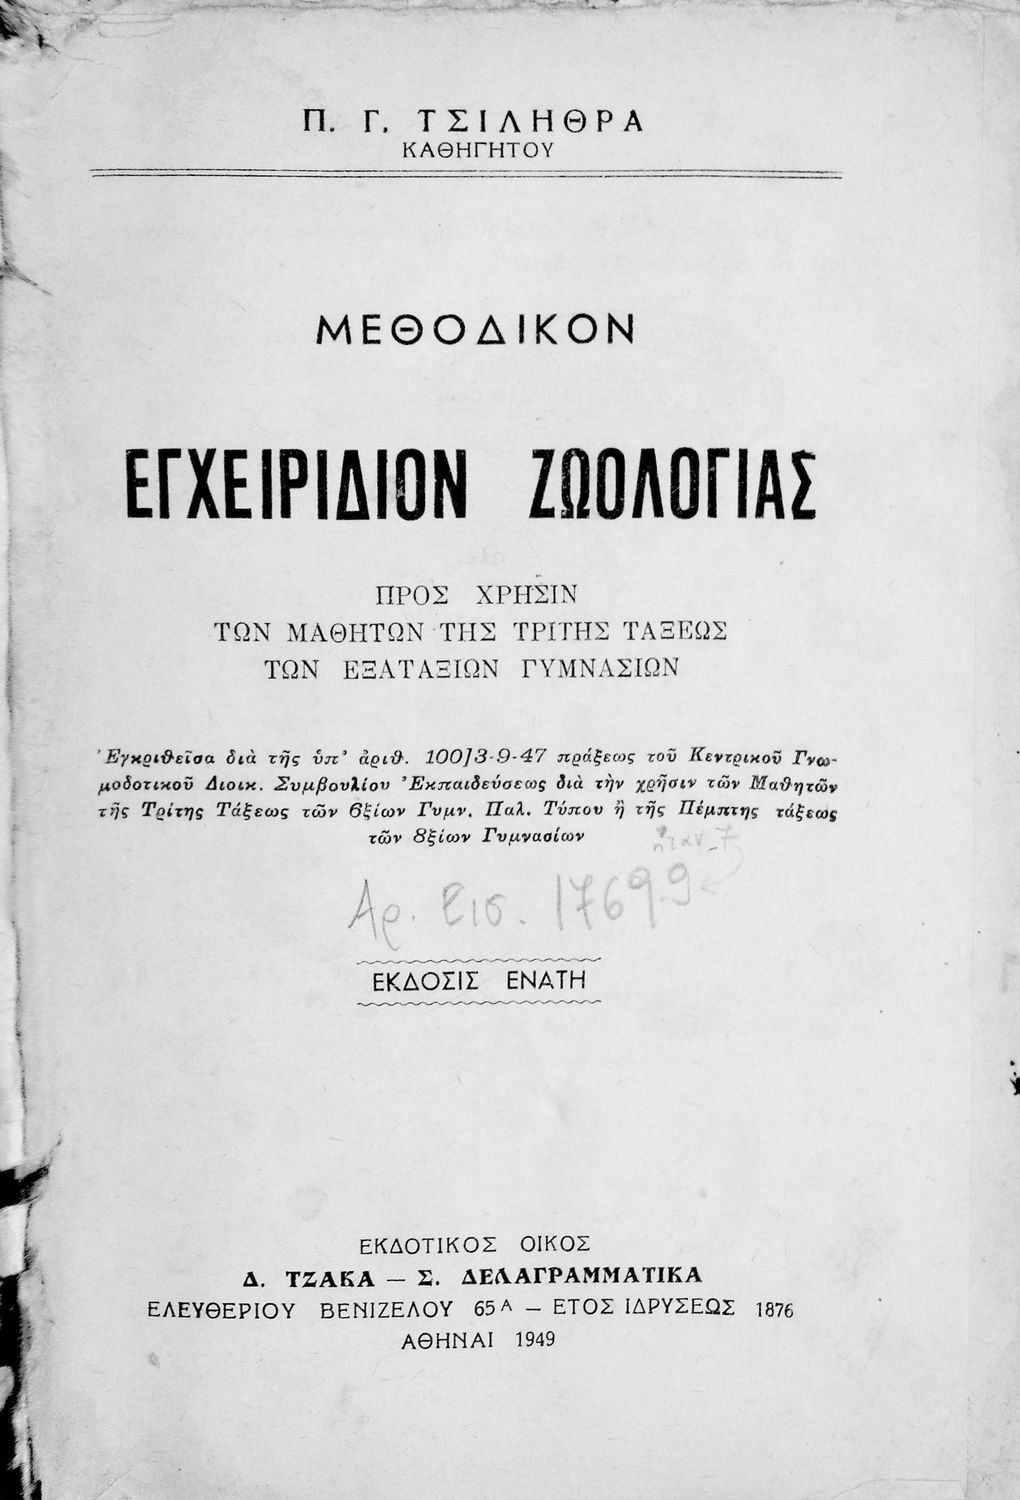 Π. Γ. ΤΣΙΛΗΘΡΑ
ΚΑΘΗΓΗΤΟΥ
ΜΕΘΟΔΙΚΟΝ
ΕΓΧΕΙΡΙΔΙΟΝ ΖΩΟΛΟΓΙΑΣ
ΠΡΟΣ ΧΡΗΣΙΝ
ΤΩΝ ΜΑΘΗΤΩΝ ΤΗΣ ΤΡΙΤΗΣ ΤΑΞΕΩΣ
ΤΩΝ ΕΞΑΤΑΞΙΩΝ ΓΥΜΝΑΣΙΩΝ
Ἐγκριθεῖσα διὰ τῆς ὑπ' ἀριθ. 100]3-9-47 πράξεως τοῦ Κεντρικοῦ Γνω-
μοδοτικοῦ Διοικ. Συμβουλίου Ἐκπαιδεύσεως διὰ τὴν χρῆσιν τῶν Μαθητῶν
τῆς Τρίτης Τάξεως τῶν 6ξίων Γυμν. Παλ. Τύπου ἢ τῆς Πέμπτης τάξεως
τῶν 8ξίων Γυμνασίων
Αρ. Εισ. 17699
ΕΚΔΟΣΙΣ ΕΝΑΤΗ
ΕΚΔΟΤΙΚΟΣ ΟΙΚΟΣ
Δ. ΤΖΑΚΑ — Σ. ΔΕΛΑΓΡΑΜΜΑΤΙΚΑ
ΕΛΕΥΘΕΡΙΟΥ ΒΕΝΙΖΕΛΟΥ 65Α — ΕΤΟΣ ΙΔΡΥΣΕΩΣ 1876
ΑΘΗΝΑΙ 1949